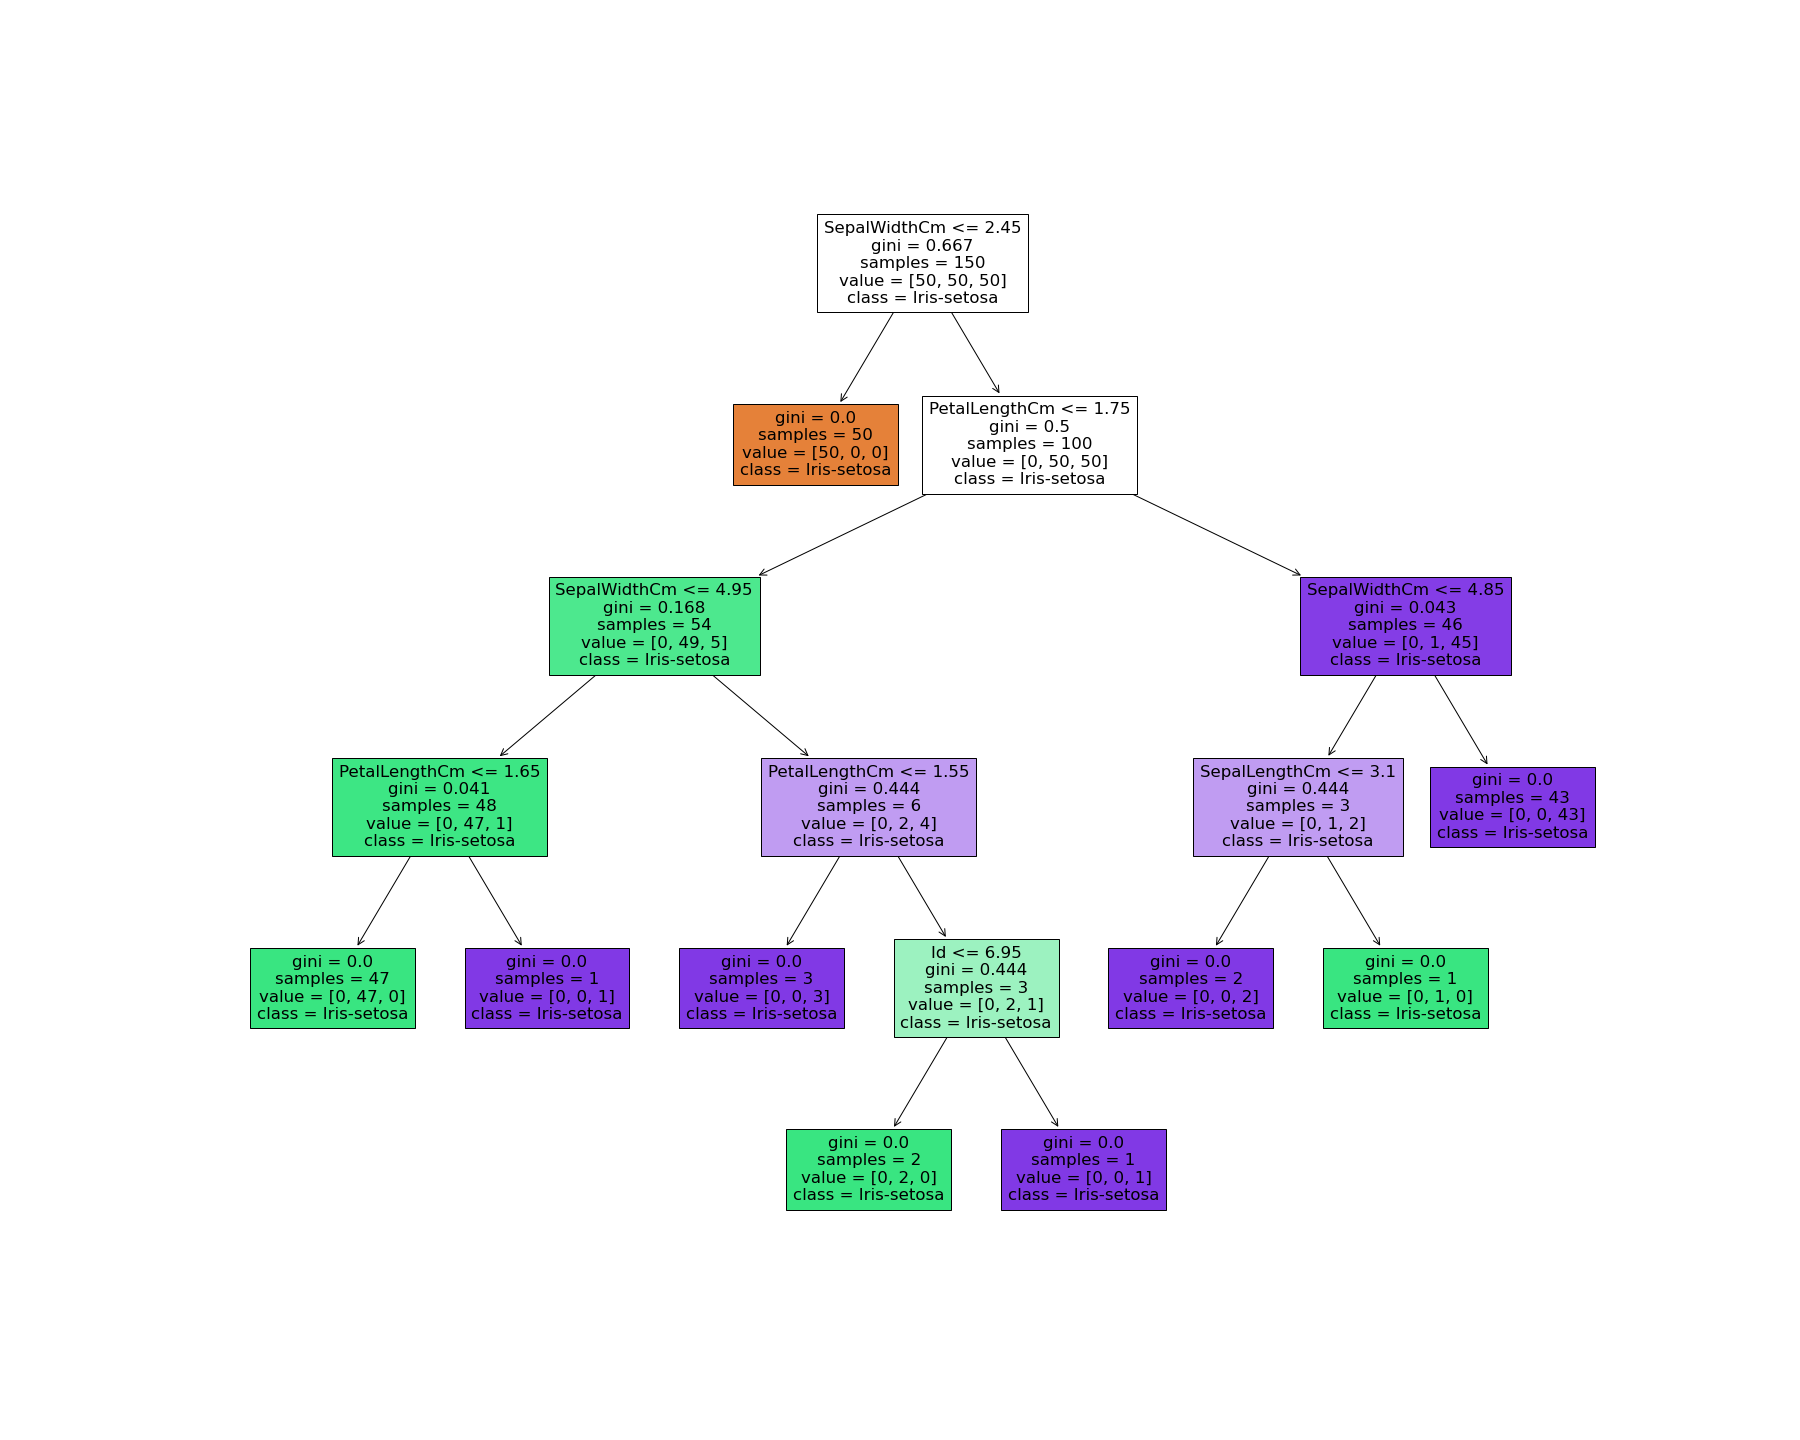 SepalWidthCm <= 2.45
gini = 0.667
samples = 150
value = [50, 50, 50]
class = Iris-setosa
gini = 0.0
samples = 50
value = [50, 0, 0]
class = Iris-setosa
PetalLengthCm <= 1.75
gini = 0.5
samples = 100
value = [0, 50, 50]
class = Iris-setosa
SepalWidthCm <= 4.95
gini = 0.168
samples = 54
value = [0, 49, 5]
class = Iris-setosa
SepalWidthCm <= 4.85
gini = 0.043
samples = 46
value = [0, 1, 45]
class = Iris-setosa
PetalLengthCm <= 1.65
gini = 0.041
samples = 48
value = [0, 47, 1]
class = Iris-setosa
PetalLengthCm <= 1.55
gini = 0.444
samples = 6
value = [0, 2, 4]
class = Iris-setosa
SepalLengthCm <= 3.1
gini = 0.444
samples = 3
value = [0, 1, 2]
class = Iris-setosa
gini = 0.0
samples = 43
value = [0, 0, 43]
class = Iris-setosa
gini = 0.0
samples = 47
value = [0, 47, 0]
class = Iris-setosa
gini = 0.0
samples = 1
value = [0, 0, 1]
class = Iris-setosa
gini = 0.0
samples = 3
value = [0, 0, 3]
class = Iris-setosa
Id <= 6.95
gini = 0.444
samples = 3
value = [0, 2, 1]
class = Iris-setosa
gini = 0.0
samples = 2
value = [0, 0, 2]
class = Iris-setosa
gini = 0.0
samples = 1
value = [0, 1, 0]
class = Iris-setosa
gini = 0.0
samples = 2
value = [0, 2, 0]
class = Iris-setosa
gini = 0.0
samples = 1
value = [0, 0, 1]
class = Iris-setosa